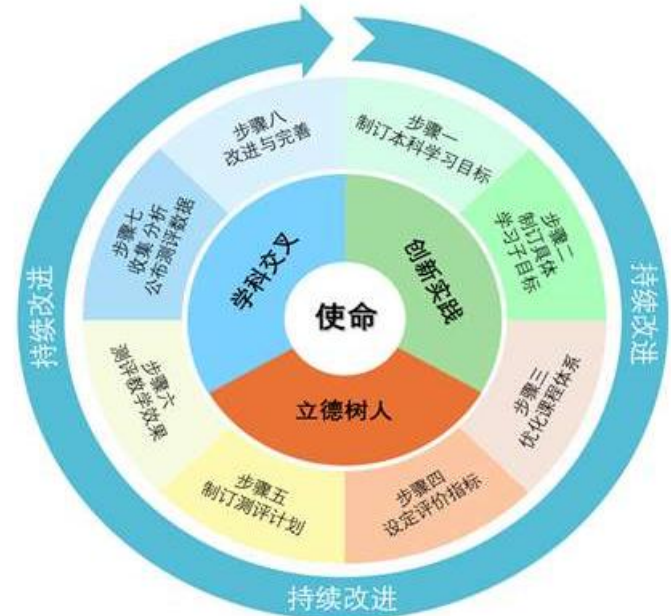 步骤一
制订本科学习目标
步骤二
制订具体
学习子目标
步骤三
优化课程体系
步骤四
设定评价指标
步骤五
制订测评计划
步骤六
测评教学效果
步骤七
收集 分析
公布测评数据
步骤八
改进与完善
学科交叉
创新实践
使命
立德树人
持续改进
持续改进
持续改进